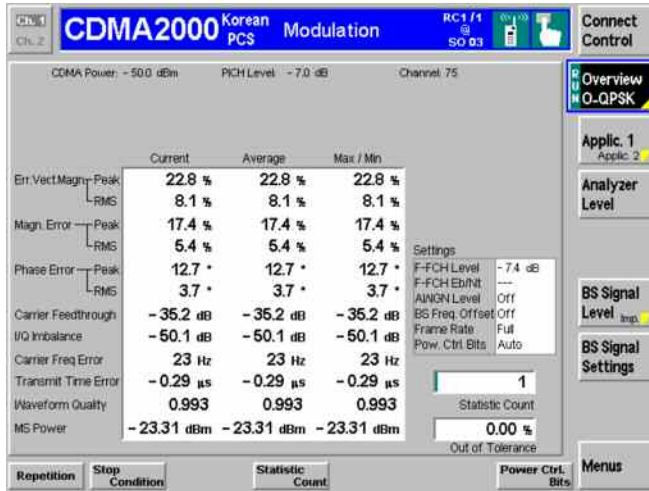 Ch. 2
CDMA2000 Korean PCS Modulation RC1 /1 @ SO 03
Connect Control
CDMA Power: - 50.0 dBm PICH Level: - 7.0 dB Channel: 75
RUN
Overview O-QPSK
Applic. 1
Applic. 2
Analyzer Level
BS Signal Level Imp.
BS Signal Settings
Menus
Current Average Max / Min
Err.Vect.Magn Peak 22.8 % 22.8 % 22.8 %
RMS 8.1 % 8.1 % 8.1 %
Magn. Error Peak 17.4 % 17.4 % 17.4 %
RMS 5.4 % 5.4 % 5.4 %
Phase Error Peak 12.7 ° 12.7 ° 12.7 °
RMS 3.7 ° 3.7 ° 3.7 °
Carrier Feedthrough - 35.2 dB - 35.2 dB - 35.2 dB
I/Q Imbalance - 50.1 dB - 50.1 dB - 50.1 dB
Carrier Freq Error 23 Hz 23 Hz 23 Hz
Transmit Time Error - 0.29 µs - 0.29 µs - 0.29 µs
Waveform Quality 0.993 0.993 0.993
MS Power - 23.31 dBm - 23.31 dBm - 23.31 dBm
Settings
F-FCH Level - 7.4 dB
F-FCH Eb/Nt ---
AWGN Level Off
BS Freq. Offset Off
Frame Rate Full
Pow. Ctrl. Bits Auto
1
Statistic Count
0.00 %
Out of Tolerance
Repetition Stop Condition Statistic Count Power Ctrl. Bits